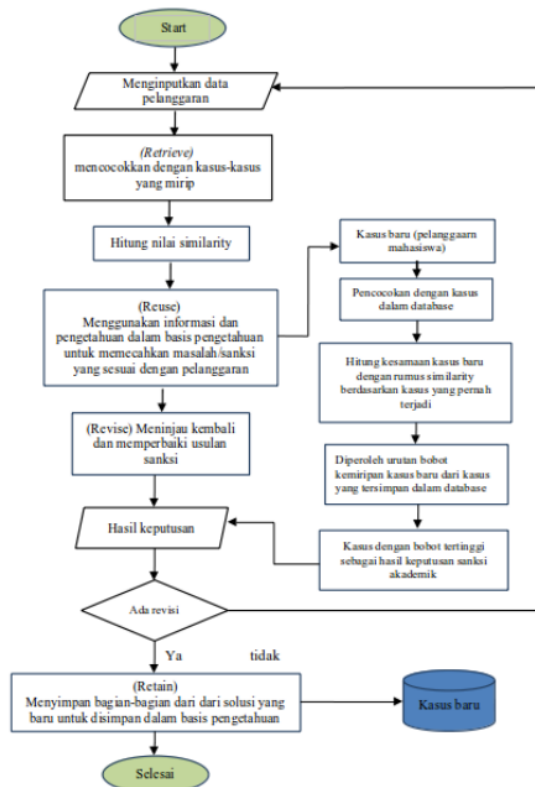 Start
Menginputkan data
pelanggaran
(Retrieve)
mencocokkan dengan kasus-kasus
yang mirip
Hitung nilai similarity
(Reuse)
Menggunakan informasi dan
pengetahuan dalam basis pengetahuan
untuk memecahkan masalah/sanksi
yang sesuai dengan pelanggaran
Kasus baru (pelanggaarn
mahasiswa)
Pencocokan dengan kasus
dalam database
Hitung kesamaan kasus baru
dengan rumus similarity
berdasarkan kasus yang pernah
terjadi
Diperoleh urutan bobot
kemiripan kasus baru dari kasus
yang tersimpan dalam database
Kasus dengan bobot tertinggi
sebagai hasil keputusan sanksi
akademik
(Revise) Meninjau kembali
dan memperbaiki usulan
sanksi
Hasil keputusan
Ada revisi
Ya
tidak
(Retain)
Menyimpan bagian-bagian dari dari solusi yang
baru untuk disimpan dalam basis pengetahuan
Kasus baru
Selesai